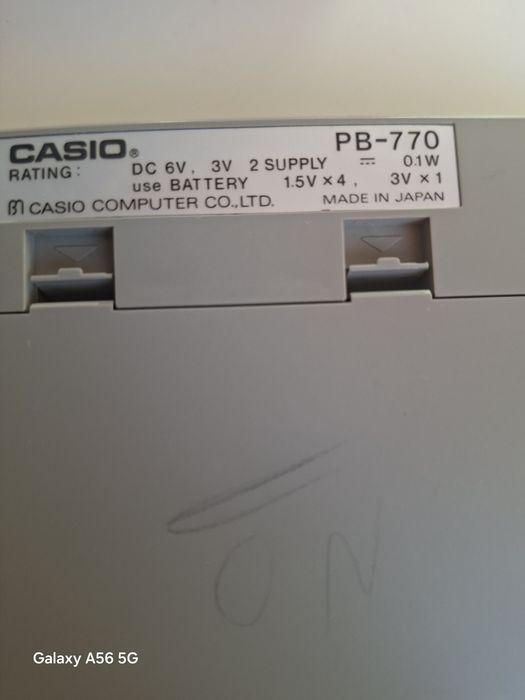 CASIO® PB-770
RATING: DC 6V, 3V 2 SUPPLY ⎓ 0.1W
use BATTERY 1.5V × 4, 3V × 1
CASIO COMPUTER CO.,LTD. MADE IN JAPAN
ON
Galaxy A56 5G